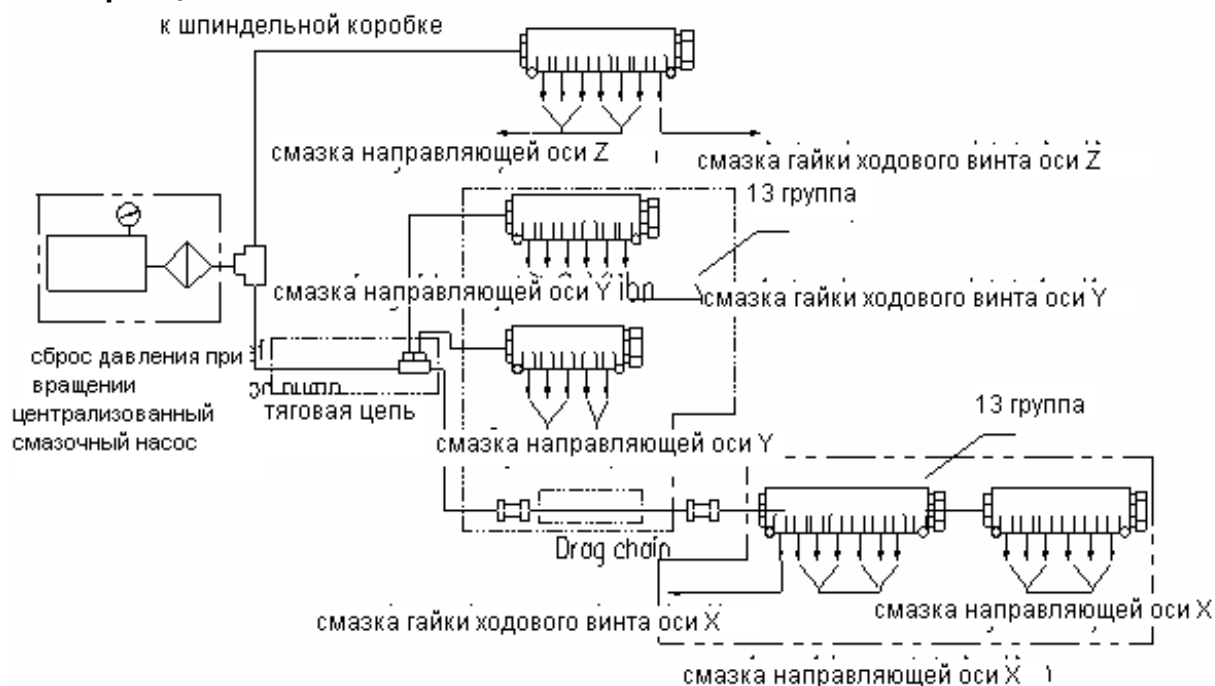 к шпиндельной коробке
смазка направляющей оси Z
смазка гайки ходового винта оси Z
13 группа
смазка направляющей оси Y
смазка гайки ходового винта оси Y
сброс давления при
вращении
централизованный
смазочный насос
тяговая цепь
смазка направляющей оси Y
13 группа
Drag chain
смазка гайки ходового винта оси X
смазка направляющей оси X
смазка направляющей оси X